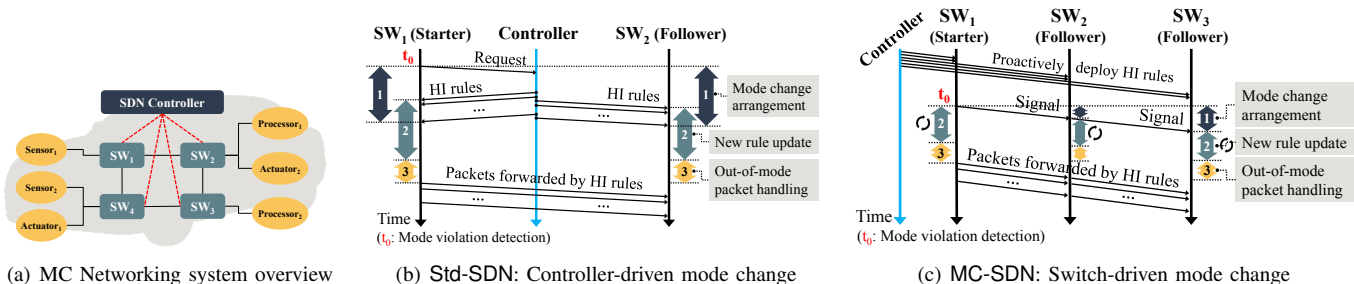 SDN Controller
Sensor1
Sensor2
Actuator1
SW1
SW2
SW4
SW3
Processor1
Actuator2
Processor2
(a) MC Networking system overview
SW1 (Starter)
Controller
SW2 (Follower)
t0
Request
1
HI rules
HI rules
...
...
2
3
1
2
3
Mode change
arrangement
New rule update
Out-of-mode
packet handling
Packets forwarded by HI rules
...
...
Time
(t0: Mode violation detection)
(b) Std-SDN: Controller-driven mode change
Controller
SW1
(Starter)
SW2
(Follower)
SW3
(Follower)
Proactively deploy HI rules
t0
Signal
Signal
2
3
1
2
3
Mode change
arrangement
New rule update
Out-of-mode
packet handling
Packets forwarded by HI rules
...
...
Time
(t0: Mode violation detection)
(c) MC-SDN: Switch-driven mode change